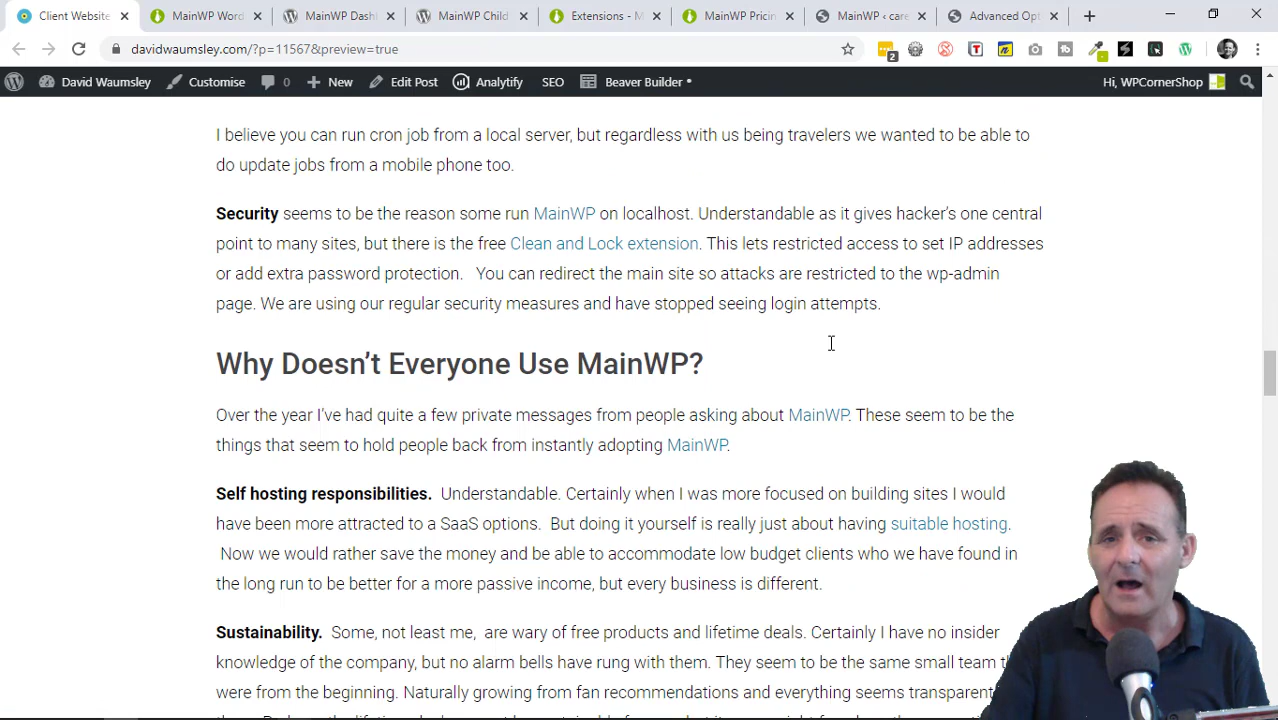 Client Website
MainWP Word
MainWP Dash
MainWP Child
Extensions - M
MainWP Pricin
MainWP ‹ care
Advanced Opt
davidwaumsley.com/?p=11567&preview=true
2
David Waumsley
Customise
0
New
Edit Post
Analytify
SEO
Beaver Builder
Hi, WPCornerShop
I believe you can run cron job from a local server, but regardless with us being travelers we wanted to be able to
do update jobs from a mobile phone too.
Security seems to be the reason some run MainWP on localhost. Understandable as it gives hacker's one central
point to many sites, but there is the free Clean and Lock extension. This lets restricted access to set IP addresses
or add extra password protection. You can redirect the main site so attacks are restricted to the wp-admin
page. We are using our regular security measures and have stopped seeing login attempts.
Why Doesn't Everyone Use MainWP?
Over the year I've had quite a few private messages from people asking about MainWP. These seem to be the
things that seem to hold people back from instantly adopting MainWP.
Self hosting responsibilities. Understandable. Certainly when I was more focused on building sites I would
have been more attracted to a SaaS options. But doing it yourself is really just about having suitable hosting.
Now we would rather save the money and be able to accommodate low budget clients who we have found in
the long run to be better for a more passive income, but every business is different.
Sustainability. Some, not least me, are wary of free products and lifetime deals. Certainly I have no insider
knowledge of the company, but no alarm bells have rung with them. They seem to be the same small team
were from the beginning. Naturally growing from fan recommendations and everything seems transparent